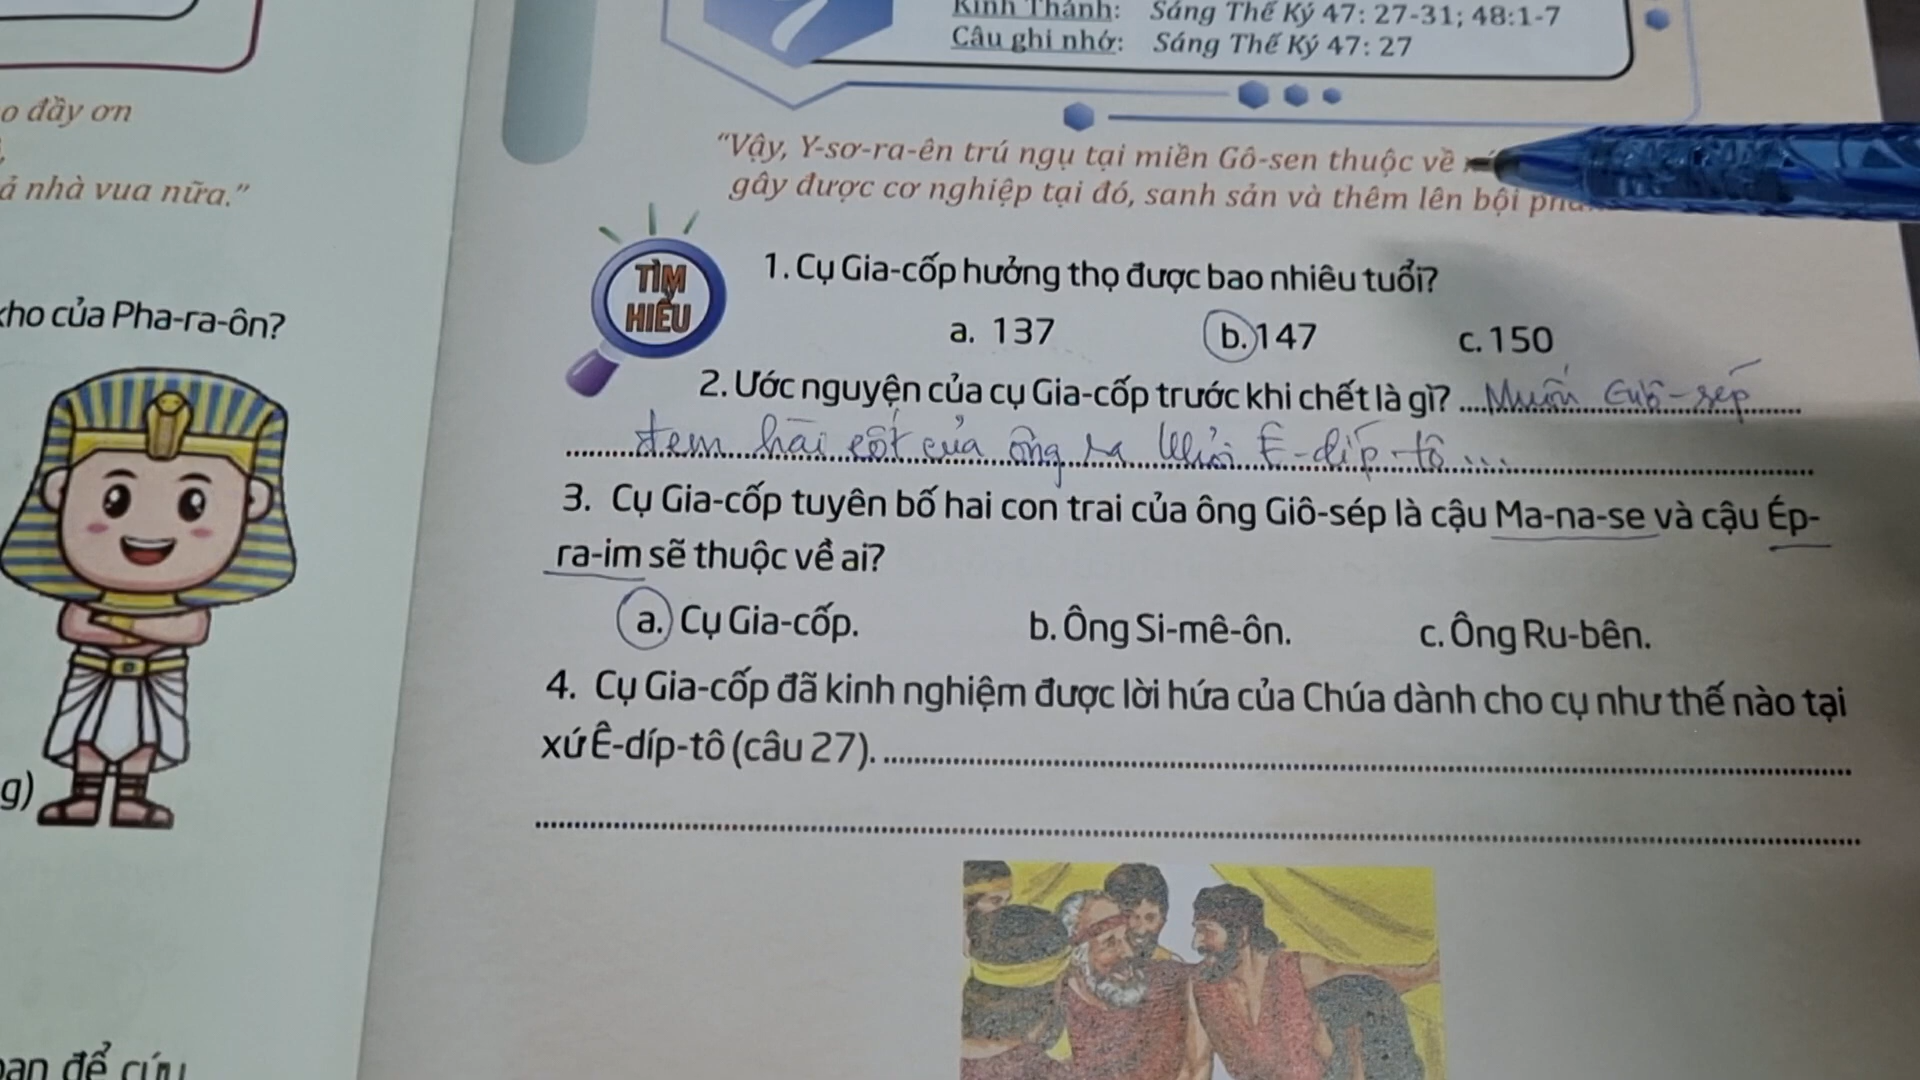 o đầy ơn
ả nhà vua nữa."
kho của Pha-ra-ôn?
g)
bạn để cứu
7
Kinh Thánh: Sáng Thế Ký 47: 27-31; 48:1-7
Câu ghi nhớ: Sáng Thế Ký 47: 27
"Vậy, Y-sơ-ra-ên trú ngụ tại miền Gô-sen thuộc về
gây được cơ nghiệp tại đó, sanh sản và thêm lên bội
TÌM
HIỂU
1. Cụ Gia-cốp hưởng thọ được bao nhiêu tuổi?
a. 137 b. 147 c. 150
2. Ước nguyện của cụ Gia-cốp trước khi chết là gì? Muốn Giô-sép
đem hài cốt của ông ra khỏi Ê-díp-tô...
3. Cụ Gia-cốp tuyên bố hai con trai của ông Giô-sép là cậu Ma-na-se và cậu Ép-
ra-im sẽ thuộc về ai?
a. Cụ Gia-cốp. b. Ông Si-mê-ôn. c. Ông Ru-bên.
4. Cụ Gia-cốp đã kinh nghiệm được lời hứa của Chúa dành cho cụ như thế nào tại
xứ Ê-díp-tô (câu 27).